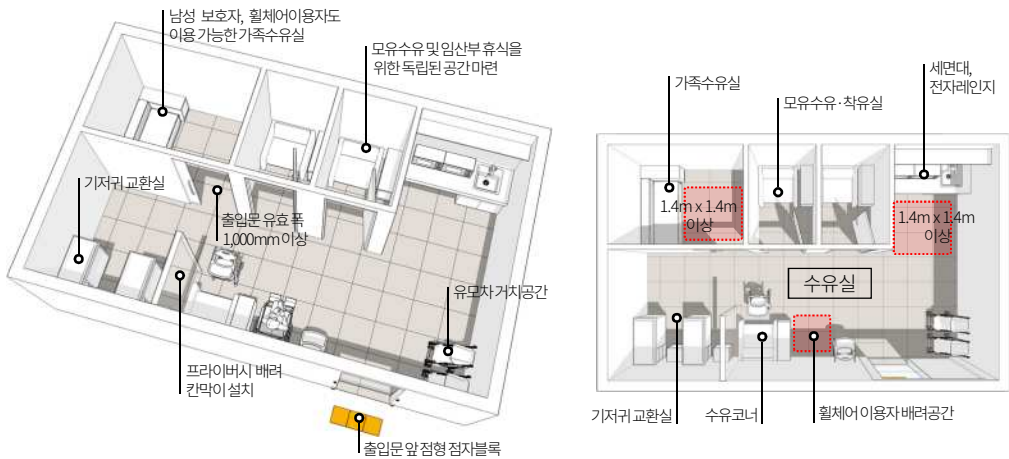 남성 보호자, 휠체어이용자도
이용 가능한 가족수유실
모유수유 및 임산부 휴식을
위한 독립된 공간 마련
기저귀 교환실
출입문 유효 폭
1,000mm 이상
유모차 거치공간
프라이버시 배려
칸막이 설치
출입문 앞 점형 점자블록
가족수유실
모유수유·착유실
세면대,
전자레인지
1.4m x 1.4m
이상
1.4m x 1.4m
이상
수유실
기저귀 교환실
수유코너
휠체어 이용자 배려공간